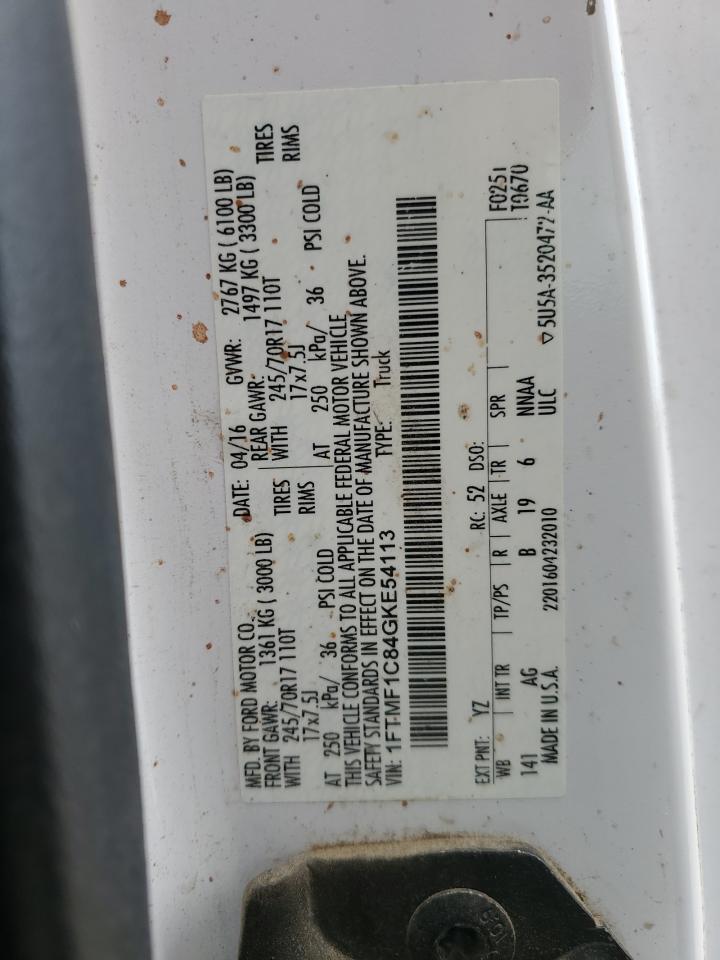 MFD. BY FORD MOTOR CO. DATE: 04/16 GVWR: 2767 KG ( 6100 LB)
FRONT GAWR: 1361 KG ( 3000 LB) REAR GAWR: 1497 KG ( 3300 LB)
WITH 245/70R17 110T TIRES WITH 245/70R17 110T TIRES
17x7.5J RIMS 17x7.5J RIMS
AT 250 kPa/ 36 PSI COLD AT 250 kPa/ 36 PSI COLD
THIS VEHICLE CONFORMS TO ALL APPLICABLE FEDERAL MOTOR VEHICLE
SAFETY STANDARDS IN EFFECT ON THE DATE OF MANUFACTURE SHOWN ABOVE.
VIN: 1FTMF1C84GKE54113 TYPE: Truck
EXT PNT: YZ RC: 52 DSO: F0251
WB INT TR TP/PS R AXLE TR SPR T0670
141 AG B 19 6 NNAA
MADE IN U.S.A. 2201604232010 ULC ▽5U5A-3520472-AA